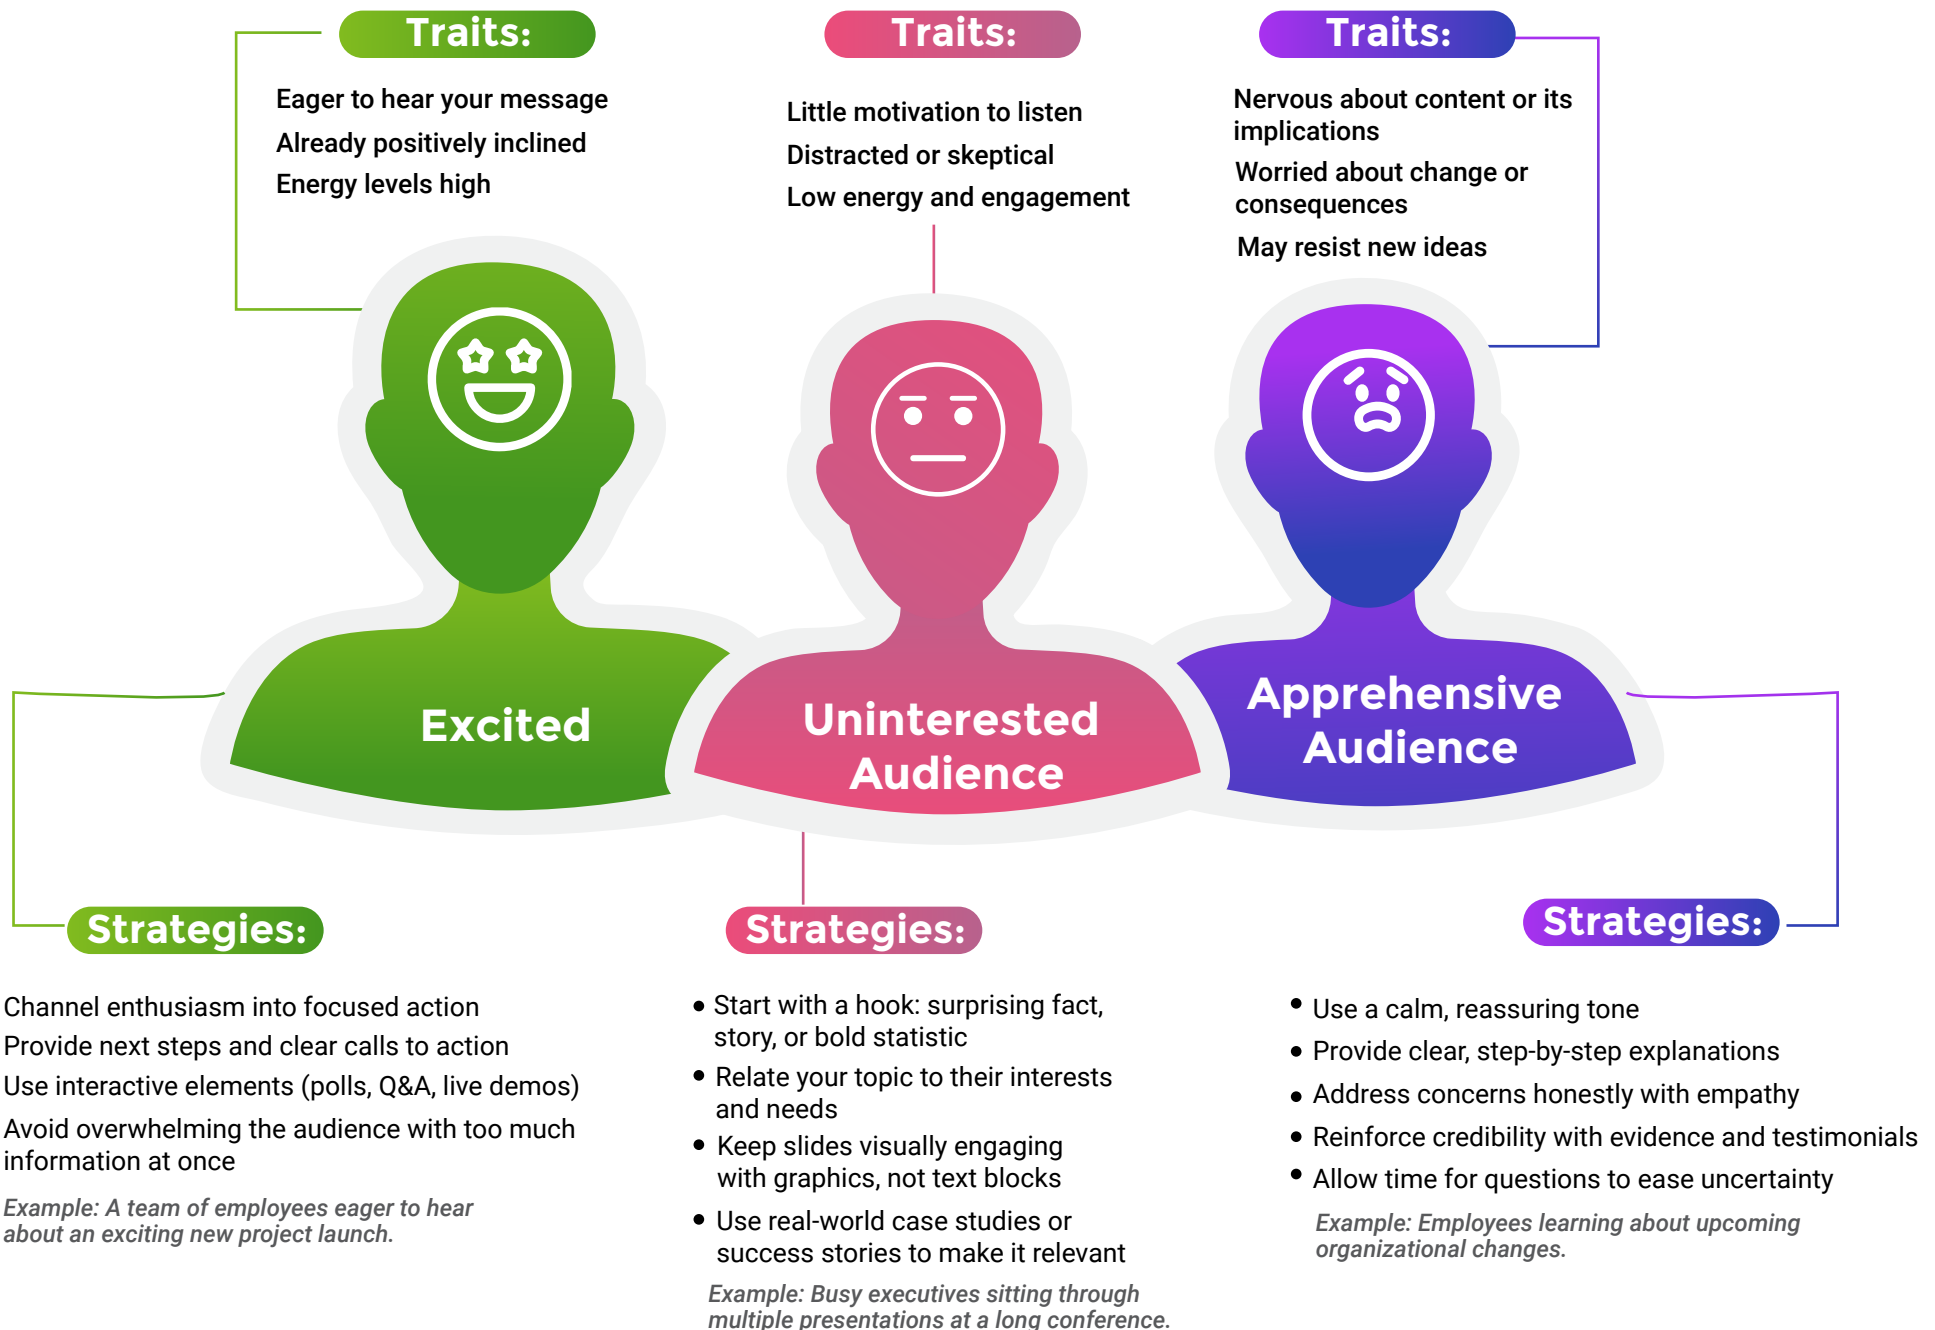 Traits:
Eager to hear your message
Already positively inclined
Energy levels high
Traits:
Little motivation to listen
Distracted or skeptical
Low energy and engagement
Traits:
Nervous about content or its
implications
Worried about change or
consequences
May resist new ideas
Excited
Uninterested
Audience
Apprehensive
Audience
Strategies:
Channel enthusiasm into focused action
Provide next steps and clear calls to action
Use interactive elements (polls, Q&A, live demos)
Avoid overwhelming the audience with too much
information at once
Example: A team of employees eager to hear
about an exciting new project launch.
Strategies:
• Start with a hook: surprising fact,
story, or bold statistic
• Relate your topic to their interests
and needs
• Keep slides visually engaging
with graphics, not text blocks
• Use real-world case studies or
success stories to make it relevant
Example: Busy executives sitting through
multiple presentations at a long conference.
Strategies:
• Use a calm, reassuring tone
• Provide clear, step-by-step explanations
• Address concerns honestly with empathy
• Reinforce credibility with evidence and testimonials
• Allow time for questions to ease uncertainty
Example: Employees learning about upcoming
organizational changes.